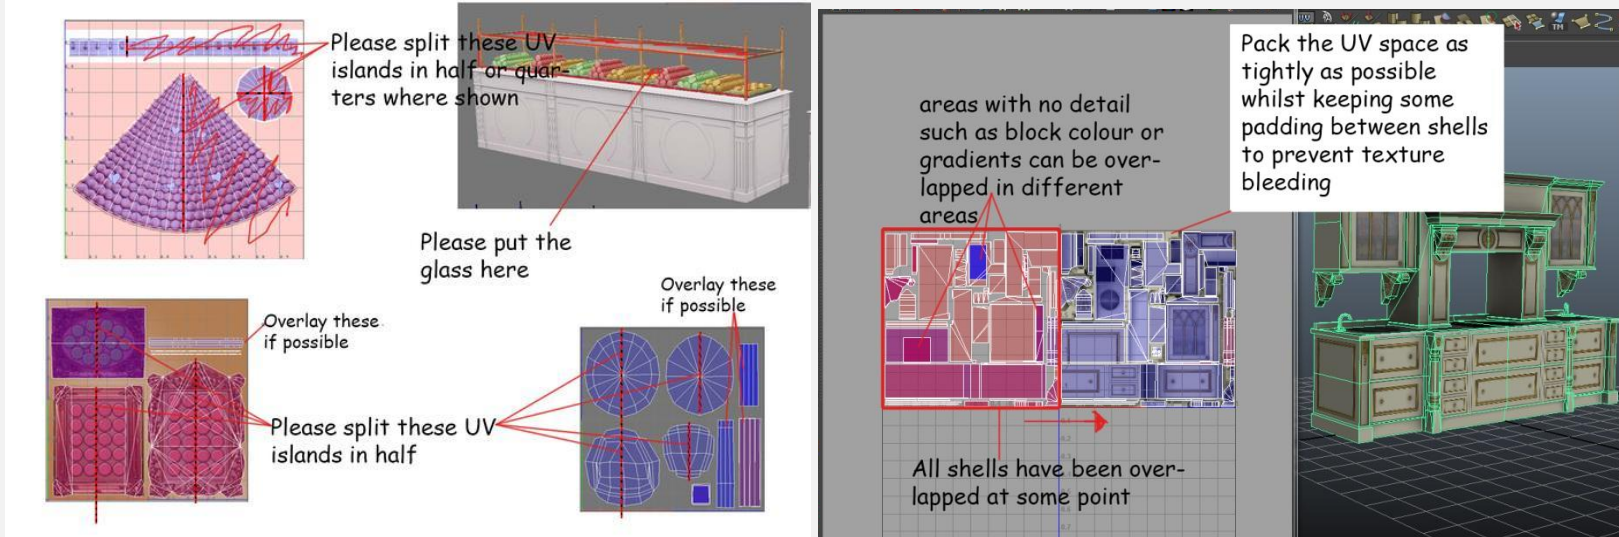 Please split these UV
islands in half or quar-
ters where shown
Please put the
glass here
Overlay these
if possible
Overlay these
if possible
Please split these UV
islands in half
areas with no detail
such as block colour or
gradients can be over-
lapped in different
areas
Pack the UV space as
tightly as possible
whilst keeping some
padding between shells
to prevent texture
bleeding
All shells have been over-
lapped at some point